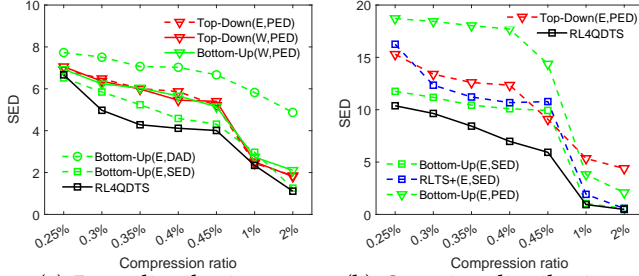 10
8
6
4
2
0
SED
Top-Down(E,PED)
Top-Down(W,PED)
Bottom-Up(W,PED)
Bottom-Up(E,DAD)
Bottom-Up(E,SED)
RL4QDTS
0.25%
0.3%
0.35%
0.4%
0.45%
1%
2%
Compression ratio
20
15
10
5
0
SED
Top-Down(E,PED)
RL4QDTS
Bottom-Up(E,SED)
RLTS+(E,SED)
Bottom-Up(E,PED)
0.25%
0.3%
0.35%
0.4%
0.45%
1%
2%
Compression ratio